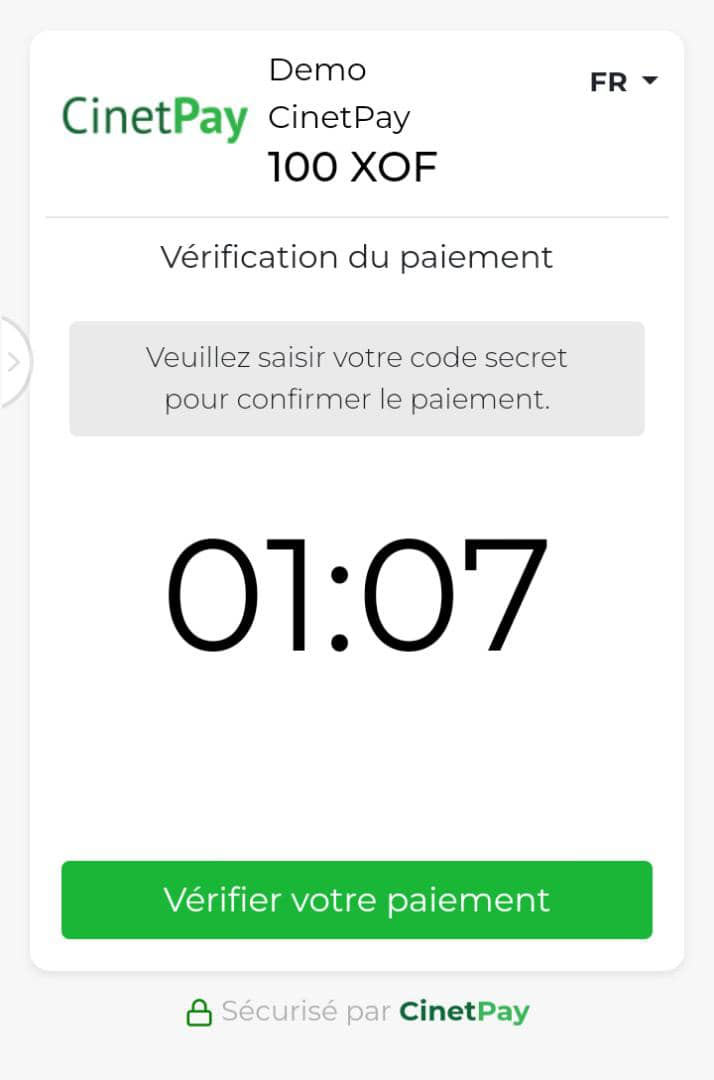 CinetPay
Demo
CinetPay
100 XOF
FR
Vérification du paiement
Veuillez saisir votre code secret
pour confirmer le paiement.
01:07
Vérifier votre paiement
Sécurisé par CinetPay